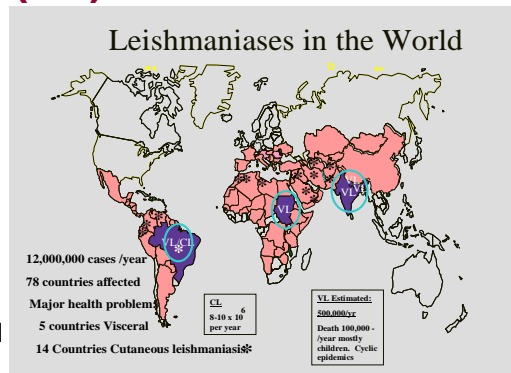 Leishmaniases in the World
VL
VL
VL
VL/CL
12,000,000 cases /year
78 countries affected
Major health problem:
5 countries Visceral
14 Countries Cutaneous leishmaniasis*
CL
8-10 x 10^6
per year
VL Estimated:
500,000/yr
Death 100,000 -
/year mostly
children. Cyclic
epidemics